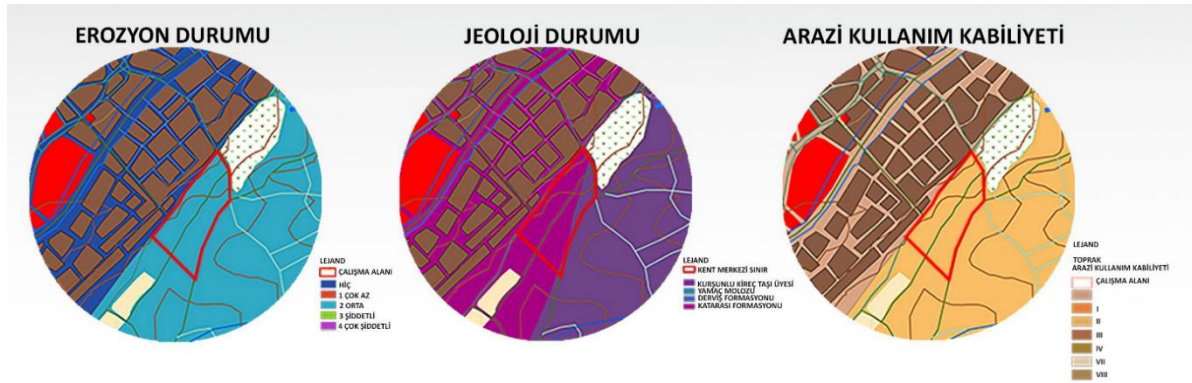 EROZYON DURUMU
LEJAND
ÇALIŞMA ALANI
HİÇ
1 ÇOK AZ
2 ORTA
3 ŞİDDETLİ
4 ÇOK ŞİDDETLİ
JEOLOJİ DURUMU
LEJAND
KENT MERKEZİ SINIR
KURŞUNLU KİREÇ TAŞI ÜYESİ
YAMAÇ MOLOZU
DERVİŞ FORMASYONU
KATARASI FORMASYONU
ARAZİ KULLANIM KABİLİYETİ
LEJAND
TOPRAK
ARAZİ KULLANIM KABİLİYETİ
ÇALIŞMA ALANI
I
II
III
IV
VII
VIII